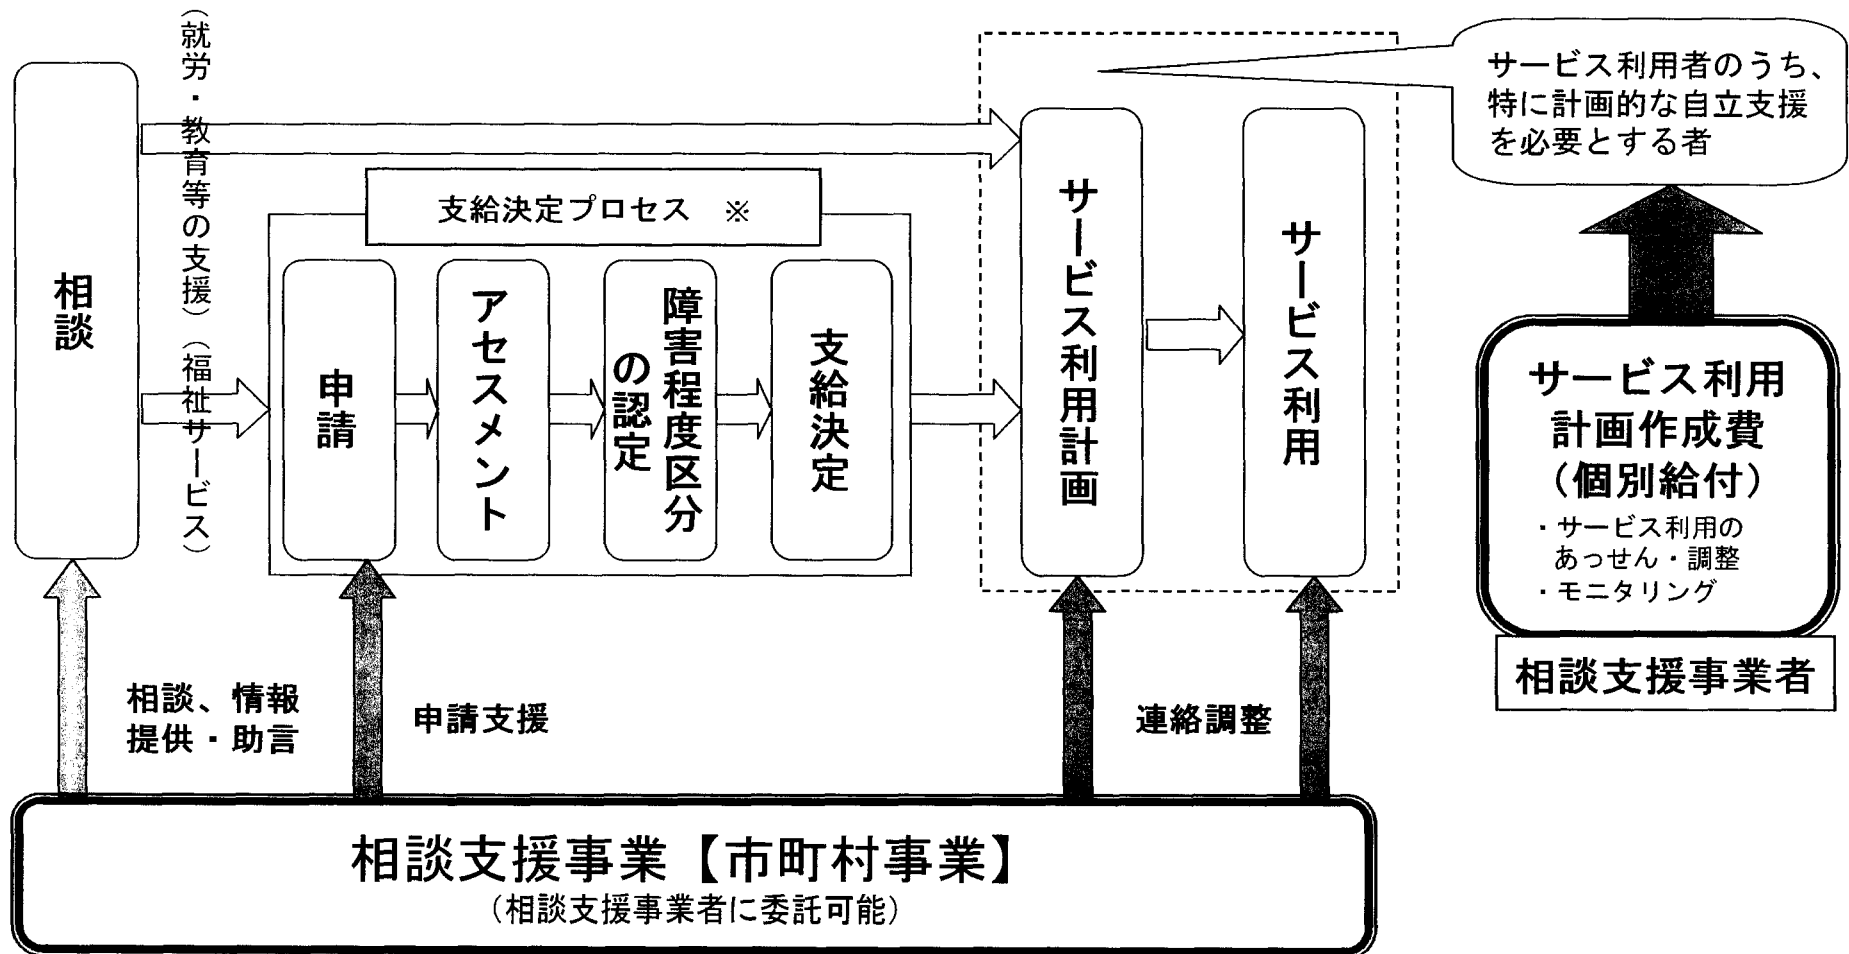 相談
（就労・教育等の支援）
（福祉サービス）
支給決定プロセス ※
申請
アセスメント
障害程度区分
の認定
支給決定
サービス利用計画
サービス利用
サービス利用者のうち、
特に計画的な自立支援
を必要とする者
サービス利用
計画作成費
（個別給付）
・サービス利用の
あっせん・調整
・モニタリング
相談支援事業者
相談、情報
提供・助言
申請支援
連絡調整
相談支援事業【市町村事業】
（相談支援事業者に委託可能）